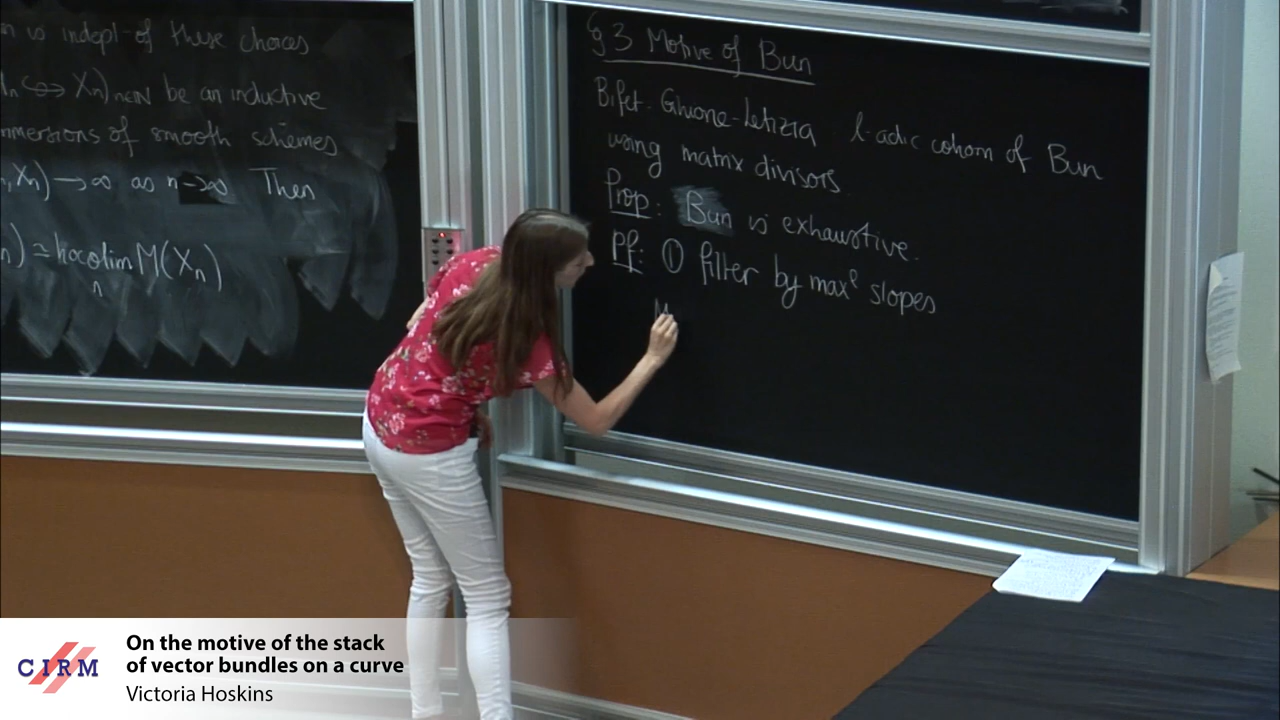 n is indept of these choices
↪ Xn)n∈N be an inductive
mmersions of smooth schemes
, Xn) → ∞ as n→∞ Then
n) ≃ hocolim M(Xn)
n
§ 3 Motive of Bun
Bifet - Ghione - Letizia l-adic cohom of Bun
using matrix divisors
Prop: Bun is exhaustive.
Pf: ① filter by maxl slopes
CIRM
On the motive of the stack
of vector bundles on a curve
Victoria Hoskins